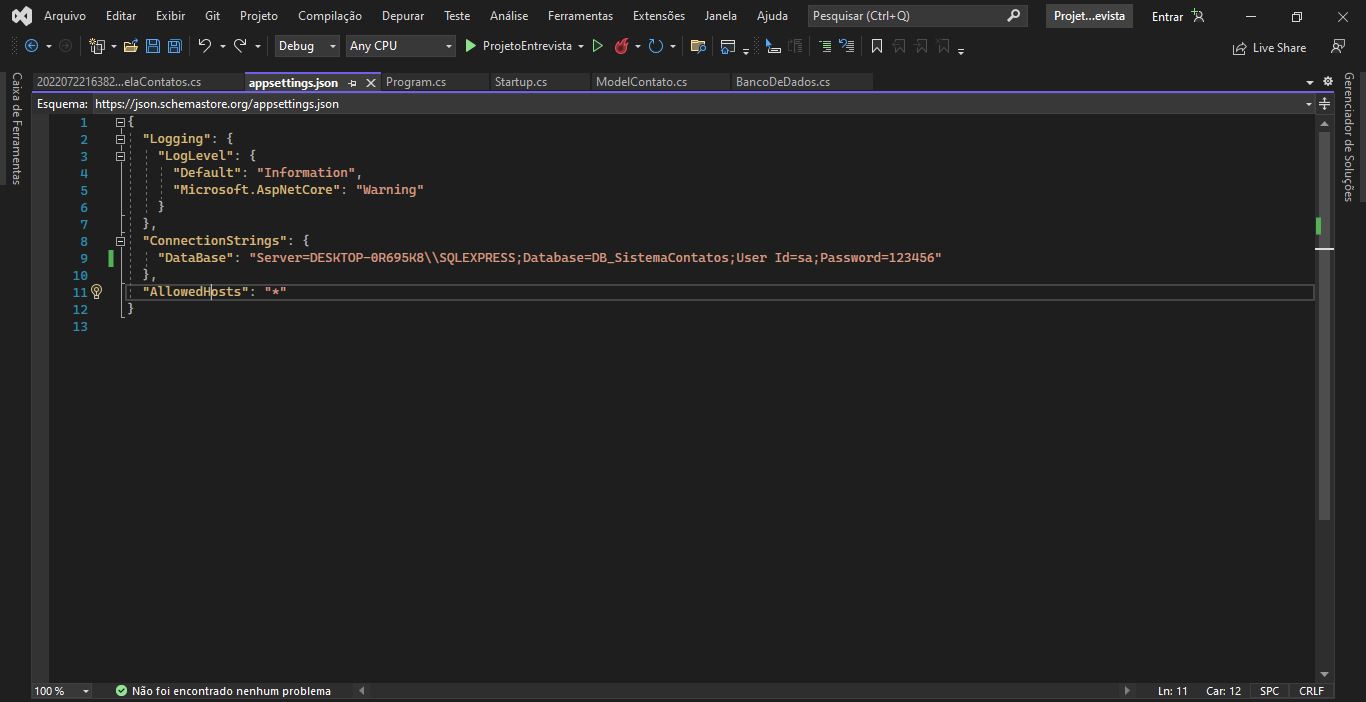 Arquivo Editar Exibir Git Projeto Compilação Depurar Teste Análise Ferramentas Extensões Janela Ajuda Pesquisar (Ctrl+Q) Projet...evista Entrar
Debug Any CPU ProjetoEntrevista Live Share
Caixa de Ferramentas
2022072216382...elaContatos.cs appsettings.json Program.cs Startup.cs ModelContato.cs BancoDeDados.cs
Gerenciador de Soluções
Esquema: https://json.schemastore.org/appsettings.json
1 {
2 "Logging": {
3 "LogLevel": {
4 "Default": "Information",
5 "Microsoft.AspNetCore": "Warning"
6 }
7 },
8 "ConnectionStrings": {
9 "DataBase": "Server=DESKTOP-0R695K8\\SQLEXPRESS;Database=DB_SistemaContatos;User Id=sa;Password=123456"
10 },
11 "AllowedHosts": "*"
12 }
13
100 % Não foi encontrado nenhum problema Ln: 11 Car: 12 SPC CRLF